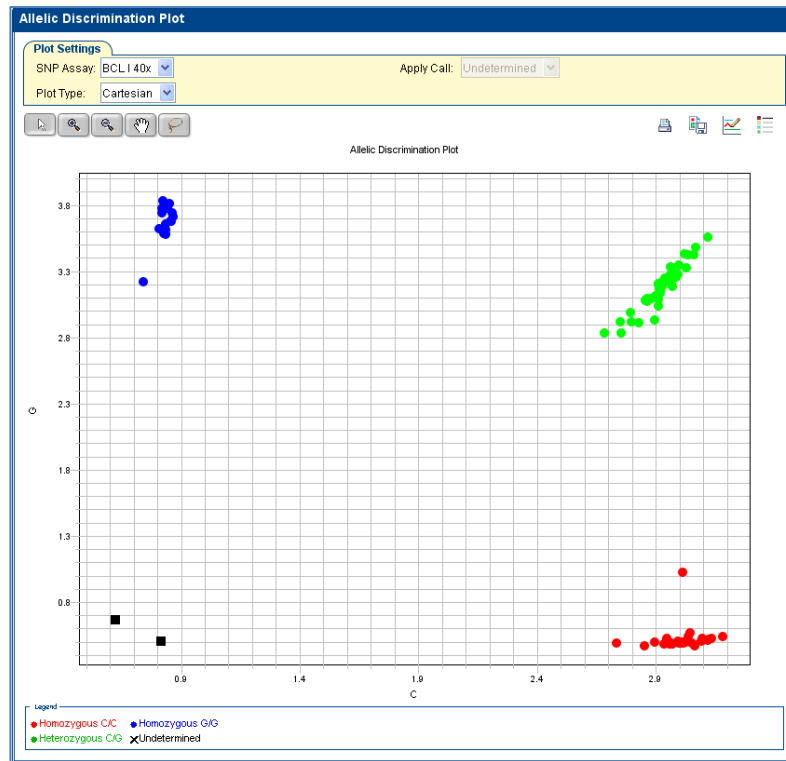 Allelic Discrimination Plot
Plot Settings
SNP Assay: BCL I 40x Apply Call: Undetermined
Plot Type: Cartesian
Allelic Discrimination Plot
3.8
3.3
2.8
2.3
G
1.8
1.3
0.8
0.9 1.4 1.9 2.4 2.9
C
Legend
Homozygous C/C Homozygous G/G
Heterozygous C/G Undetermined